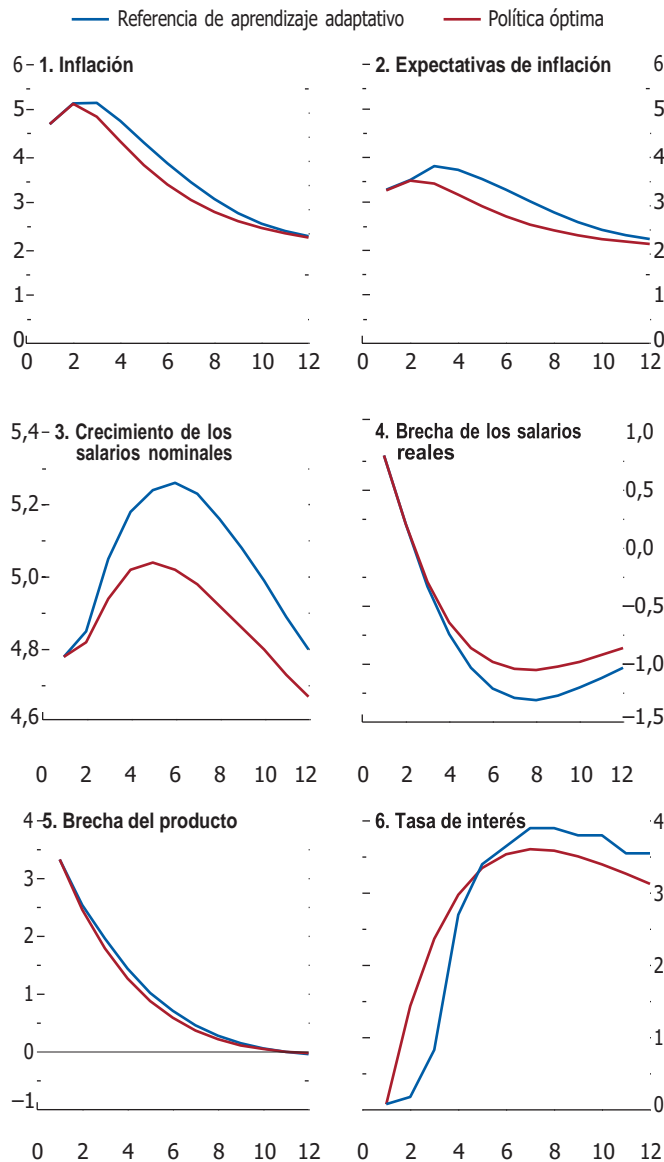 Referencia de aprendizaje adaptativo Política óptima
1. Inflación
6
5
4
3
2
1
0
0 2 4 6 8 10 12
2. Expectativas de inflación
6
5
4
3
2
1
0
0 2 4 6 8 10 12
3. Crecimiento de los
salarios nominales
5,4
5,2
5,0
4,8
4,6
0 2 4 6 8 10 12
4. Brecha de los salarios
reales
1,0
0,5
0,0
–0,5
–1,0
–1,5
0 2 4 6 8 10 12
5. Brecha del producto
4
3
2
1
0
–1
0 2 4 6 8 10 12
6. Tasa de interés
4
3
2
1
0
0 2 4 6 8 10 12